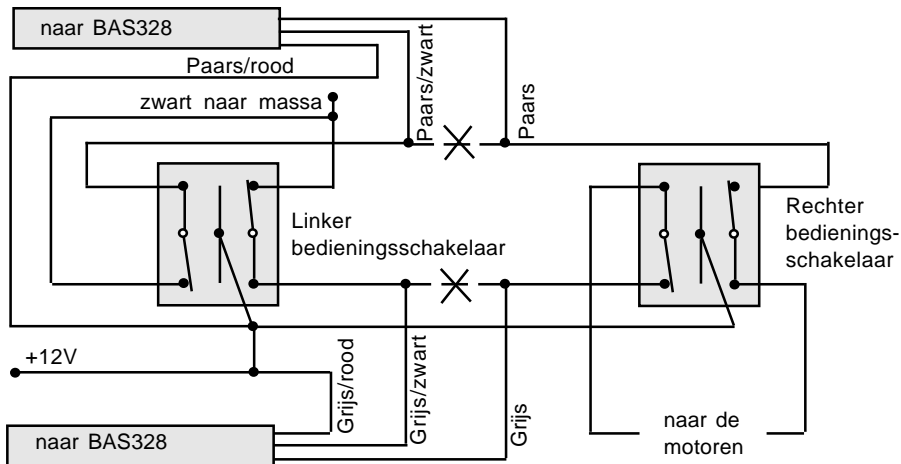 naar BAS328
Paars/rood
zwart naar massa
Paars/zwart
Paars
Linker
bedieningsschakelaar
Rechter
bedienings-
schakelaar
+12V
Grijs/rood
Grijs/zwart
Grijs
naar de
motoren
naar BAS328